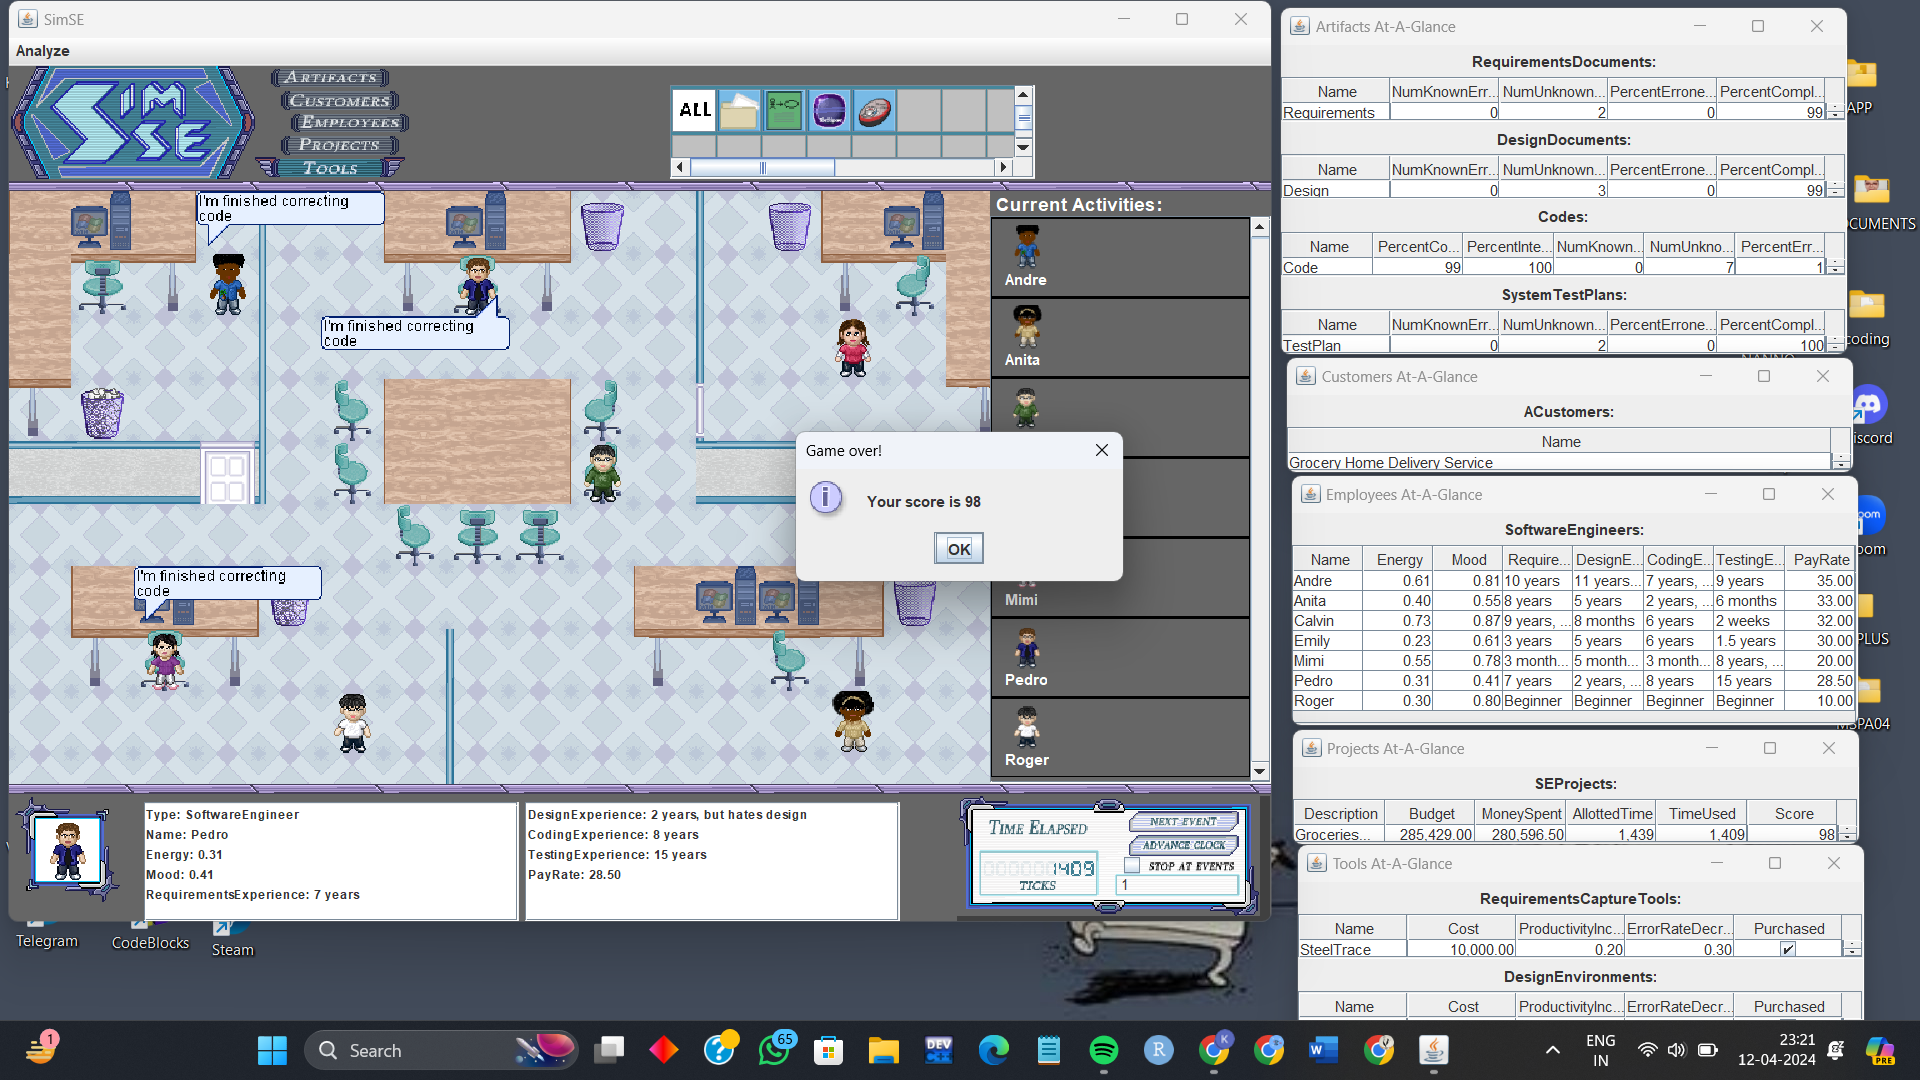 SimSE
Analyze
SIM SE
ARTIFACTS
CUSTOMERS
EMPLOYEES
PROJECTS
TOOLS
ALL
I'm finished correcting
code
I'm finished correcting
code
I'm finished correcting
code
Current Activities:
Andre
Anita
Mimi
Pedro
Roger
Game over!
Your score is 98
OK
Type: SoftwareEngineer
Name: Pedro
Energy: 0.31
Mood: 0.41
RequirementsExperience: 7 years
DesignExperience: 2 years, but hates design
CodingExperience: 8 years
TestingExperience: 15 years
PayRate: 28.50
TIME ELAPSED
1409
TICKS
NEXT EVENT
ADVANCE CLOCK
STOP AT EVENTS
1
Artifacts At-A-Glance
RequirementsDocuments:
Name NumKnownErr... NumUnknown... PercentErrone... PercentCompl...
Requirements 0 2 0 99
DesignDocuments:
Name NumKnownErr... NumUnknown... PercentErrone... PercentCompl...
Design 0 3 0 99
Codes:
Name PercentCo... PercentInte... NumKnown... NumUnkno... PercentErr...
Code 99 100 0 7 1
SystemTestPlans:
Name NumKnownErr... NumUnknown... PercentErrone... PercentCompl...
TestPlan 0 2 0 100
Customers At-A-Glance
ACustomers:
Name
Grocery Home Delivery Service
Employees At-A-Glance
SoftwareEngineers:
Name Energy Mood Require... DesignE... CodingE... TestingE... PayRate
Andre 0.61 0.81 10 years 11 years... 7 years, ... 9 years 35.00
Anita 0.40 0.55 8 years 5 years 2 years, ... 6 months 33.00
Calvin 0.73 0.87 9 years, ... 8 months 6 years 2 weeks 32.00
Emily 0.23 0.61 3 years 5 years 6 years 1.5 years 30.00
Mimi 0.55 0.78 3 month... 5 month... 3 month... 8 years, ... 20.00
Pedro 0.31 0.41 7 years 2 years, ... 8 years 15 years 28.50
Roger 0.30 0.80 Beginner Beginner Beginner Beginner 10.00
Projects At-A-Glance
SEProjects:
Description Budget MoneySpent AllottedTime TimeUsed Score
Groceries... 285,429.00 280,596.50 1,439 1,409 98
Tools At-A-Glance
RequirementsCaptureTools:
Name Cost ProductivityInc... ErrorRateDecr... Purchased
SteelTrace 10,000.00 0.20 0.30
DesignEnvironments:
Name Cost ProductivityInc... ErrorRateDecr... Purchased
APP
CUMENTS
coding
iscord
oom
PLUS
MSPA04
Telegram
CodeBlocks
Steam
1
Search
65
DEV
C++
R
K
W
ENG
IN
23:21
12-04-2024
PRE